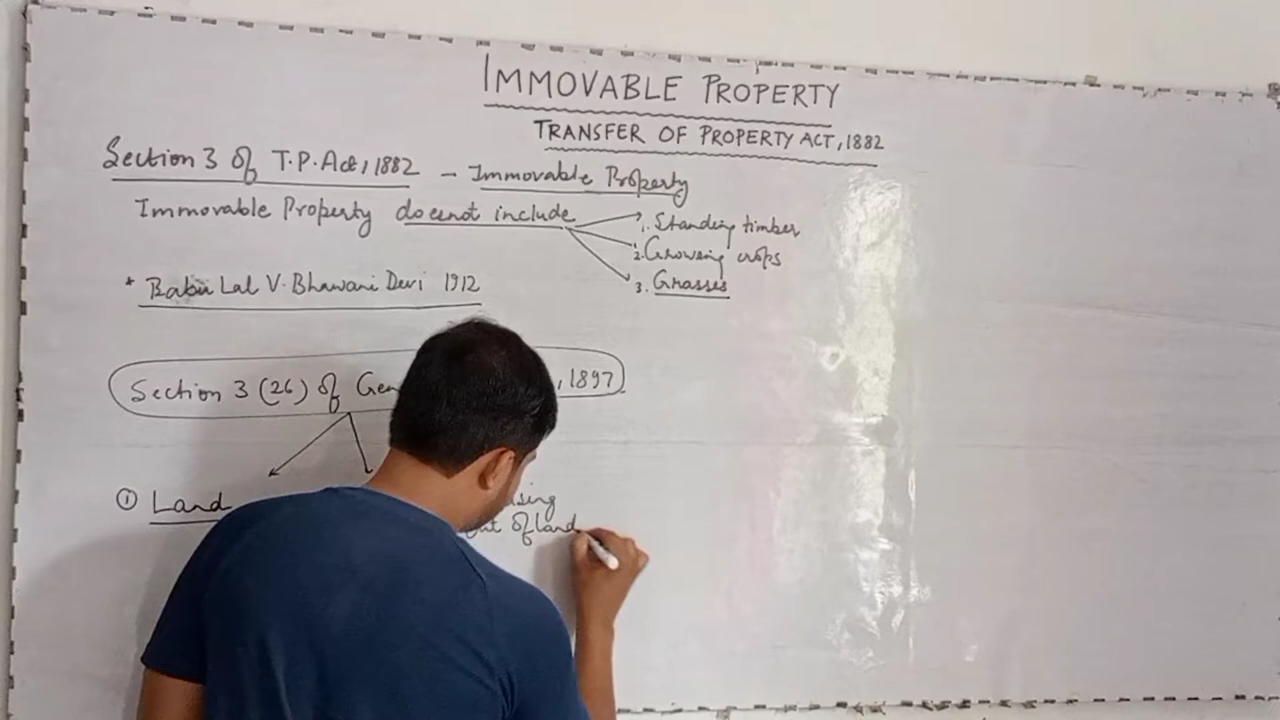 IMMOVABLE PROPERTY
TRANSFER OF PROPERTY ACT, 1882
Section 3 of T.P. Act, 1882 - Immovable Property
Immovable Property doesnot include
1. Standing timber
2. Growing crops
3. Grasses
* Babu Lal V. Bhawani Devi 1912
Section 3 (26) of Gen , 1897
① Land
of land